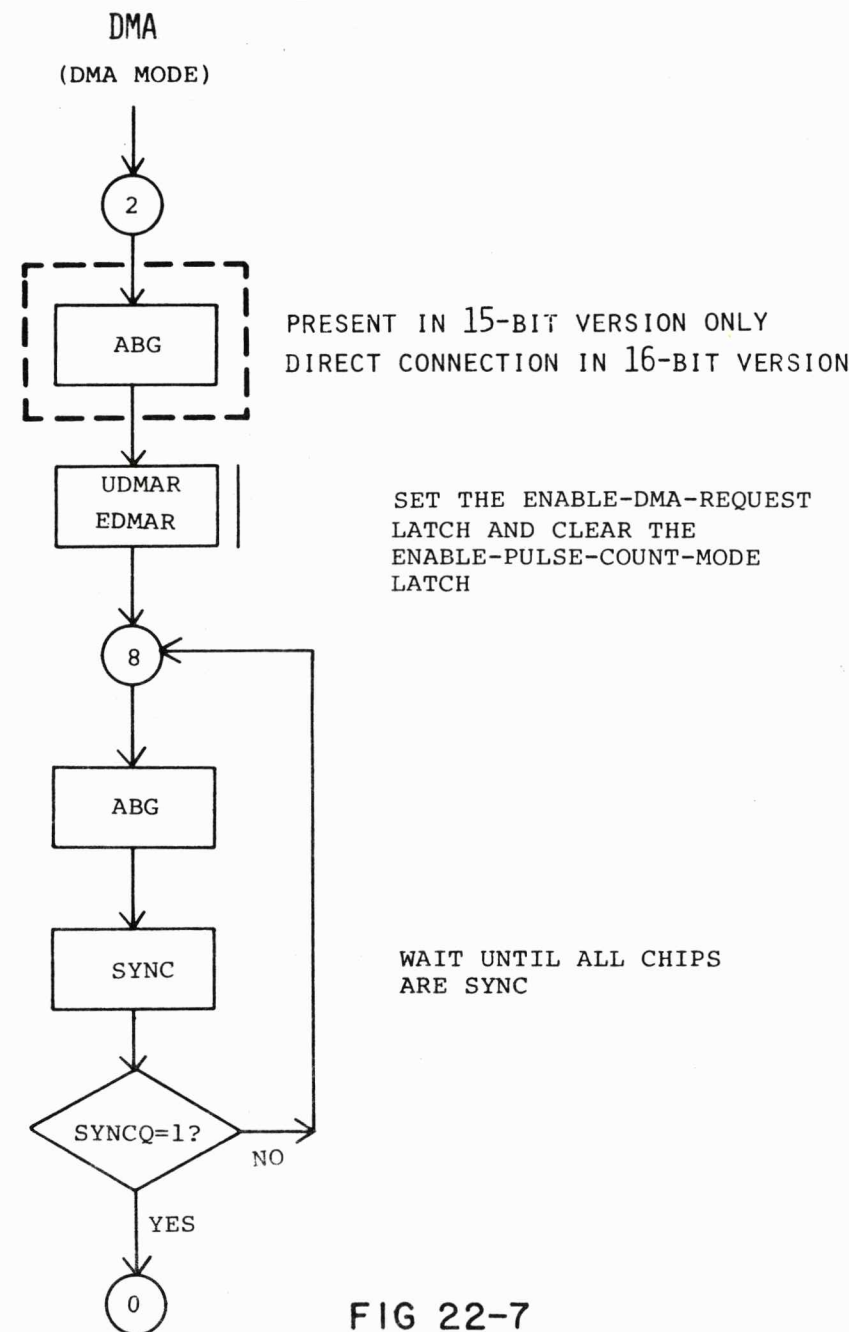 DMA
(DMA MODE)
2
ABG
PRESENT IN 15-BIT VERSION ONLY
DIRECT CONNECTION IN 16-BIT VERSION
UDMAR
EDMAR
SET THE ENABLE-DMA-REQUEST
LATCH AND CLEAR THE
ENABLE-PULSE-COUNT-MODE
LATCH
8
ABG
SYNC
WAIT UNTIL ALL CHIPS
ARE SYNC
SYNCQ=1?
NO
YES
0
FIG 22-7